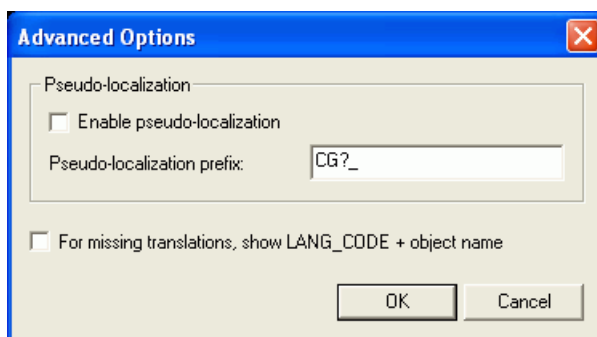 Advanced Options
Pseudo-localization
Enable pseudo-localization
Pseudo-localization prefix: CG?_
For missing translations, show LANG_CODE + object name
OK Cancel